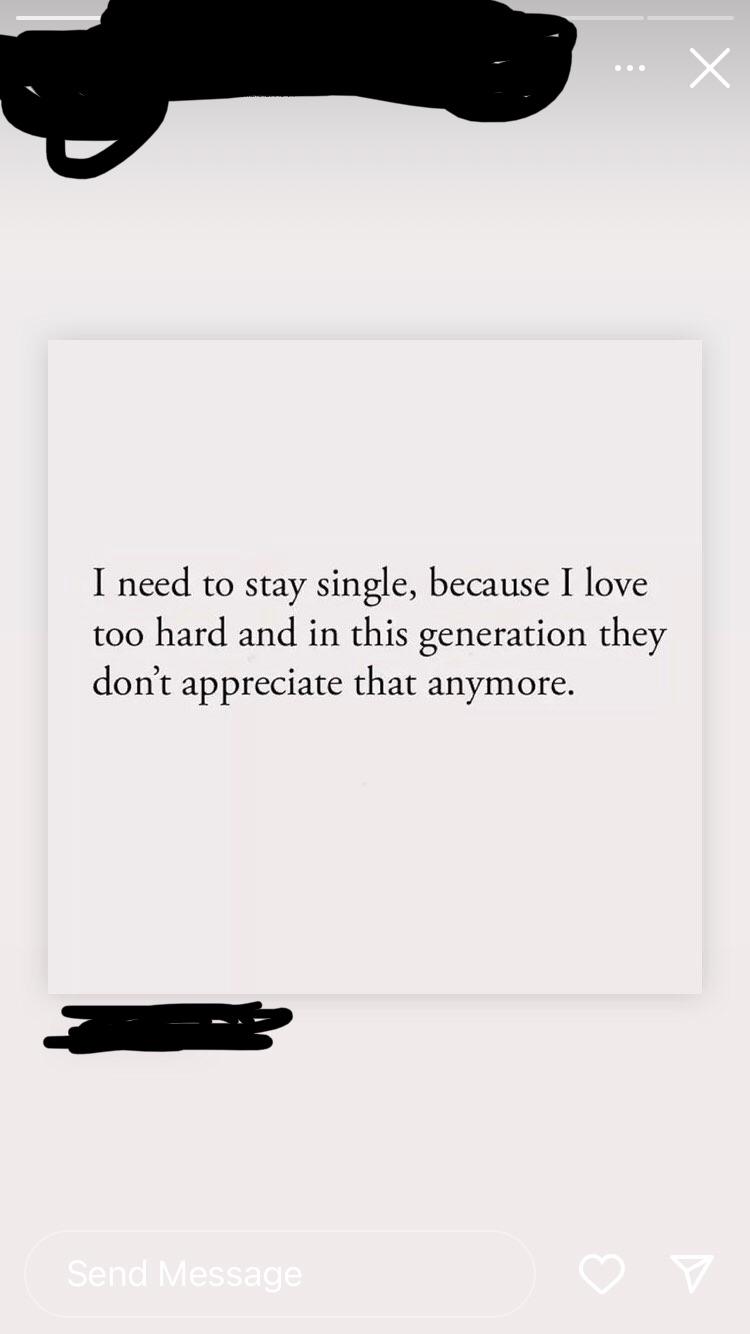 I need to stay single, because I love
too hard and in this generation they
don’t appreciate that anymore.
Send Message